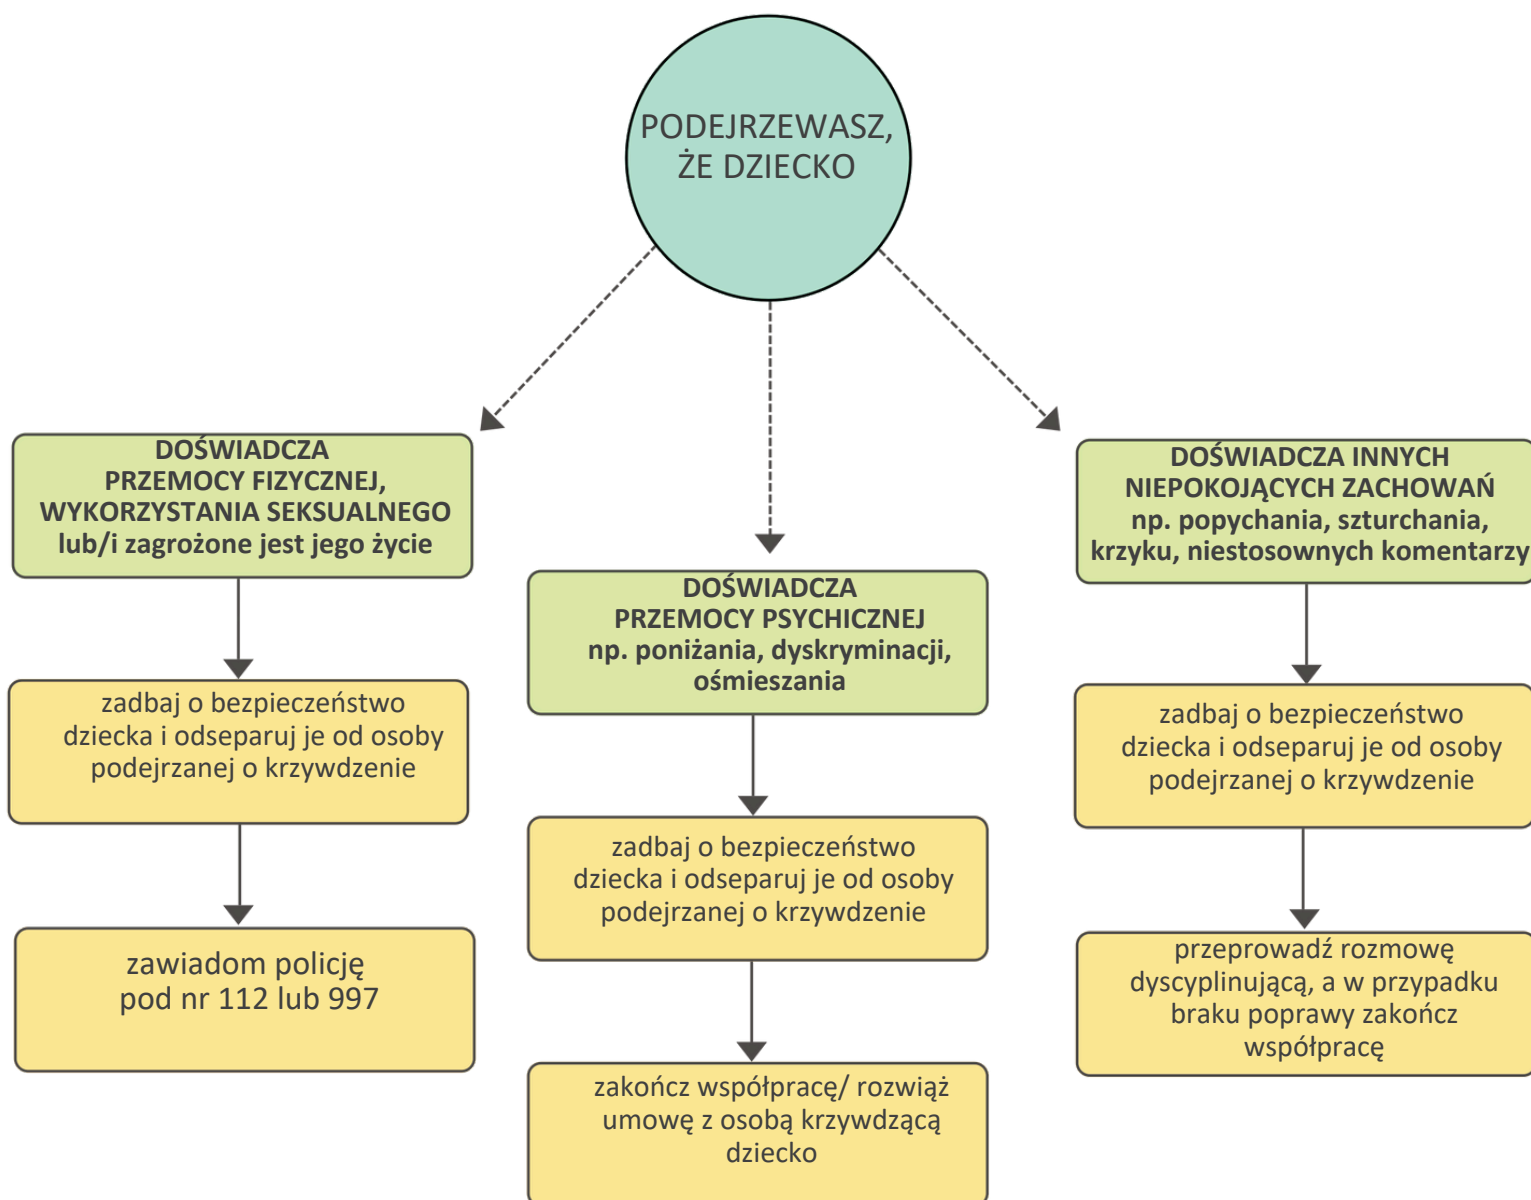 PODEJRZEWASZ,
ŻE DZIECKO
DOŚWIADCZA
PRZEMOCY FIZYCZNEJ,
WYKORZYSTANIA SEKSUALNEGO
lub/i zagrożone jest jego życie
zadbaj o bezpieczeństwo
dziecka i odseparuj je od osoby
podejrzanej o krzywdzenie
zawiadom policję
pod nr 112 lub 997
DOŚWIADCZA
PRZEMOCY PSYCHICZNEJ
np. poniżania, dyskryminacji,
ośmieszania
zadbaj o bezpieczeństwo
dziecka i odseparuj je od osoby
podejrzanej o krzywdzenie
zakończ współpracę/ rozwiąż
umowę z osobą krzywdzącą
dziecko
DOŚWIADCZA INNYCH
NIEPOKOJĄCYCH ZACHOWAŃ
np. popychania, szturchania,
krzyku, niestosownych komentarzy
zadbaj o bezpieczeństwo
dziecka i odseparuj je od osoby
podejrzanej o krzywdzenie
przeprowadź rozmowę
dyscyplinującą, a w przypadku
braku poprawy zakończ
współpracę